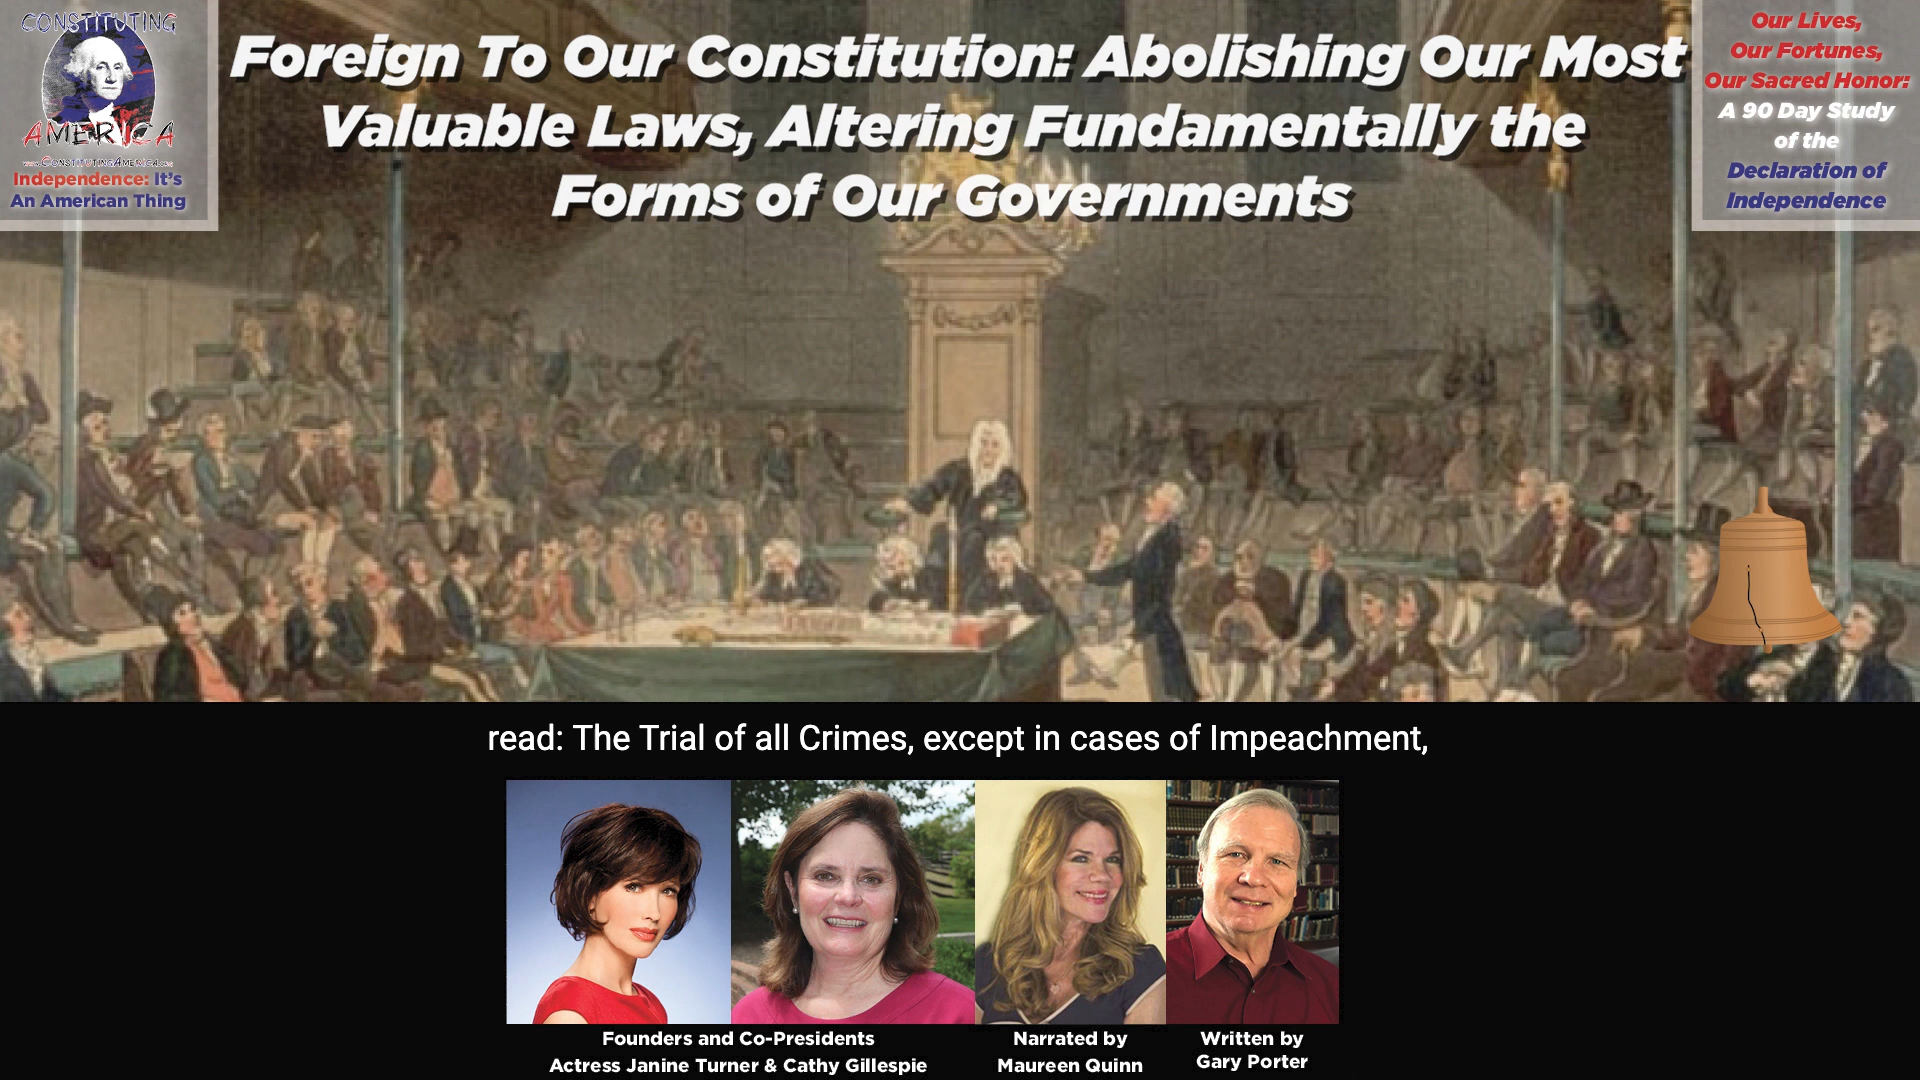 CONSTITUTING
AMERICA
www.ConstitutingAmerica.org
Independence: It's
An American Thing
Foreign To Our Constitution: Abolishing Our Most
Valuable Laws, Altering Fundamentally the
Forms of Our Governments
Our Lives,
Our Fortunes,
Our Sacred Honor:
A 90 Day Study
of the
Declaration of
Independence
read: The Trial of all Crimes, except in cases of Impeachment,
Founders and Co-Presidents
Actress Janine Turner & Cathy Gillespie
Narrated by
Maureen Quinn
Written by
Gary Porter